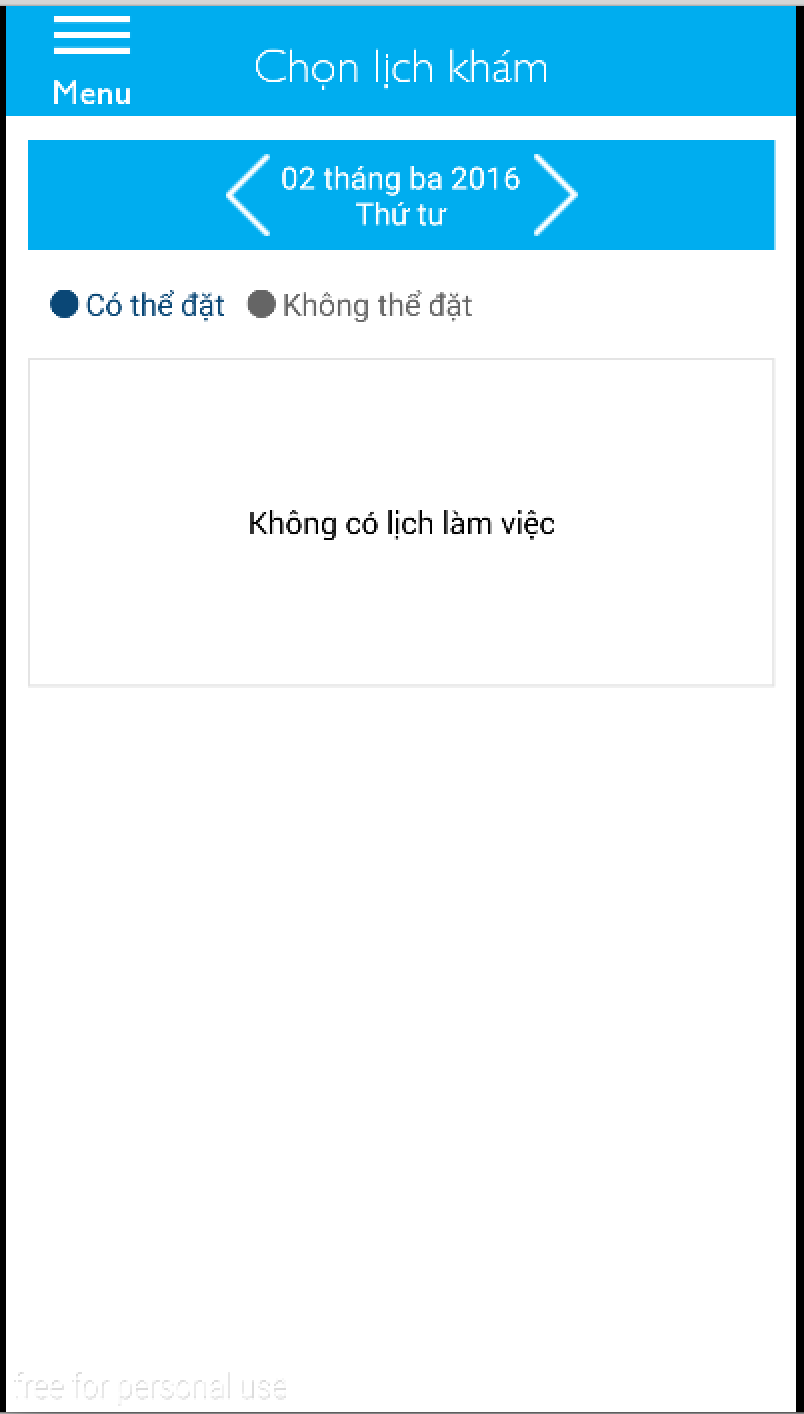 Menu
Chọn lịch khám
02 tháng ba 2016
Thứ tư
Có thể đặt
Không thể đặt
Không có lịch làm việc
free for personal use